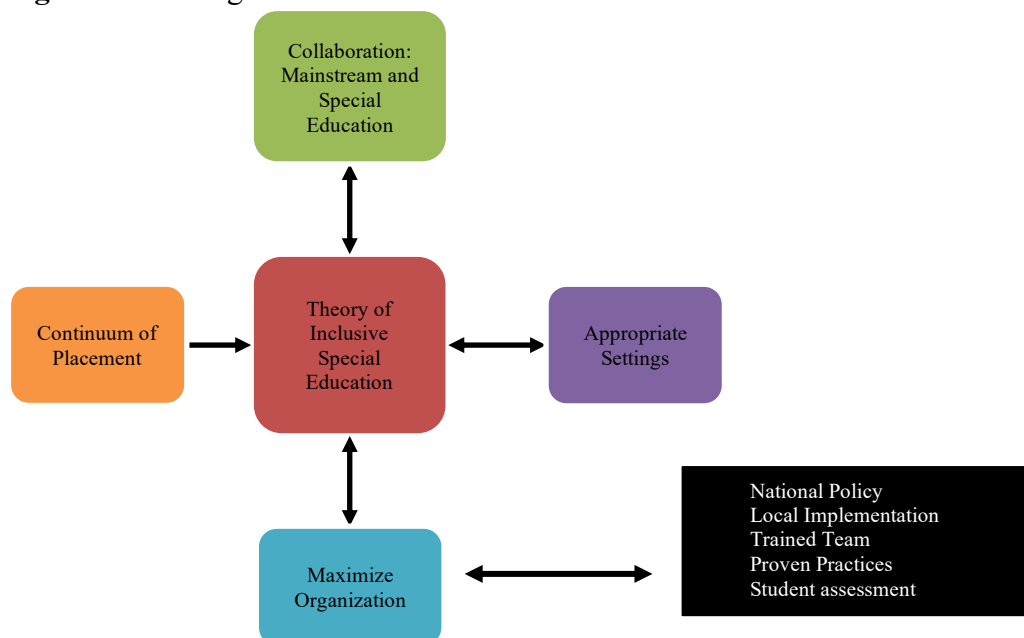 Collaboration:
Mainstream and
Special
Education
Continuum of
Placement
Theory of
Inclusive
Special
Education
Appropriate
Settings
National Policy
Local Implementation
Trained Team
Proven Practices
Student assessment
Maximize
Organization